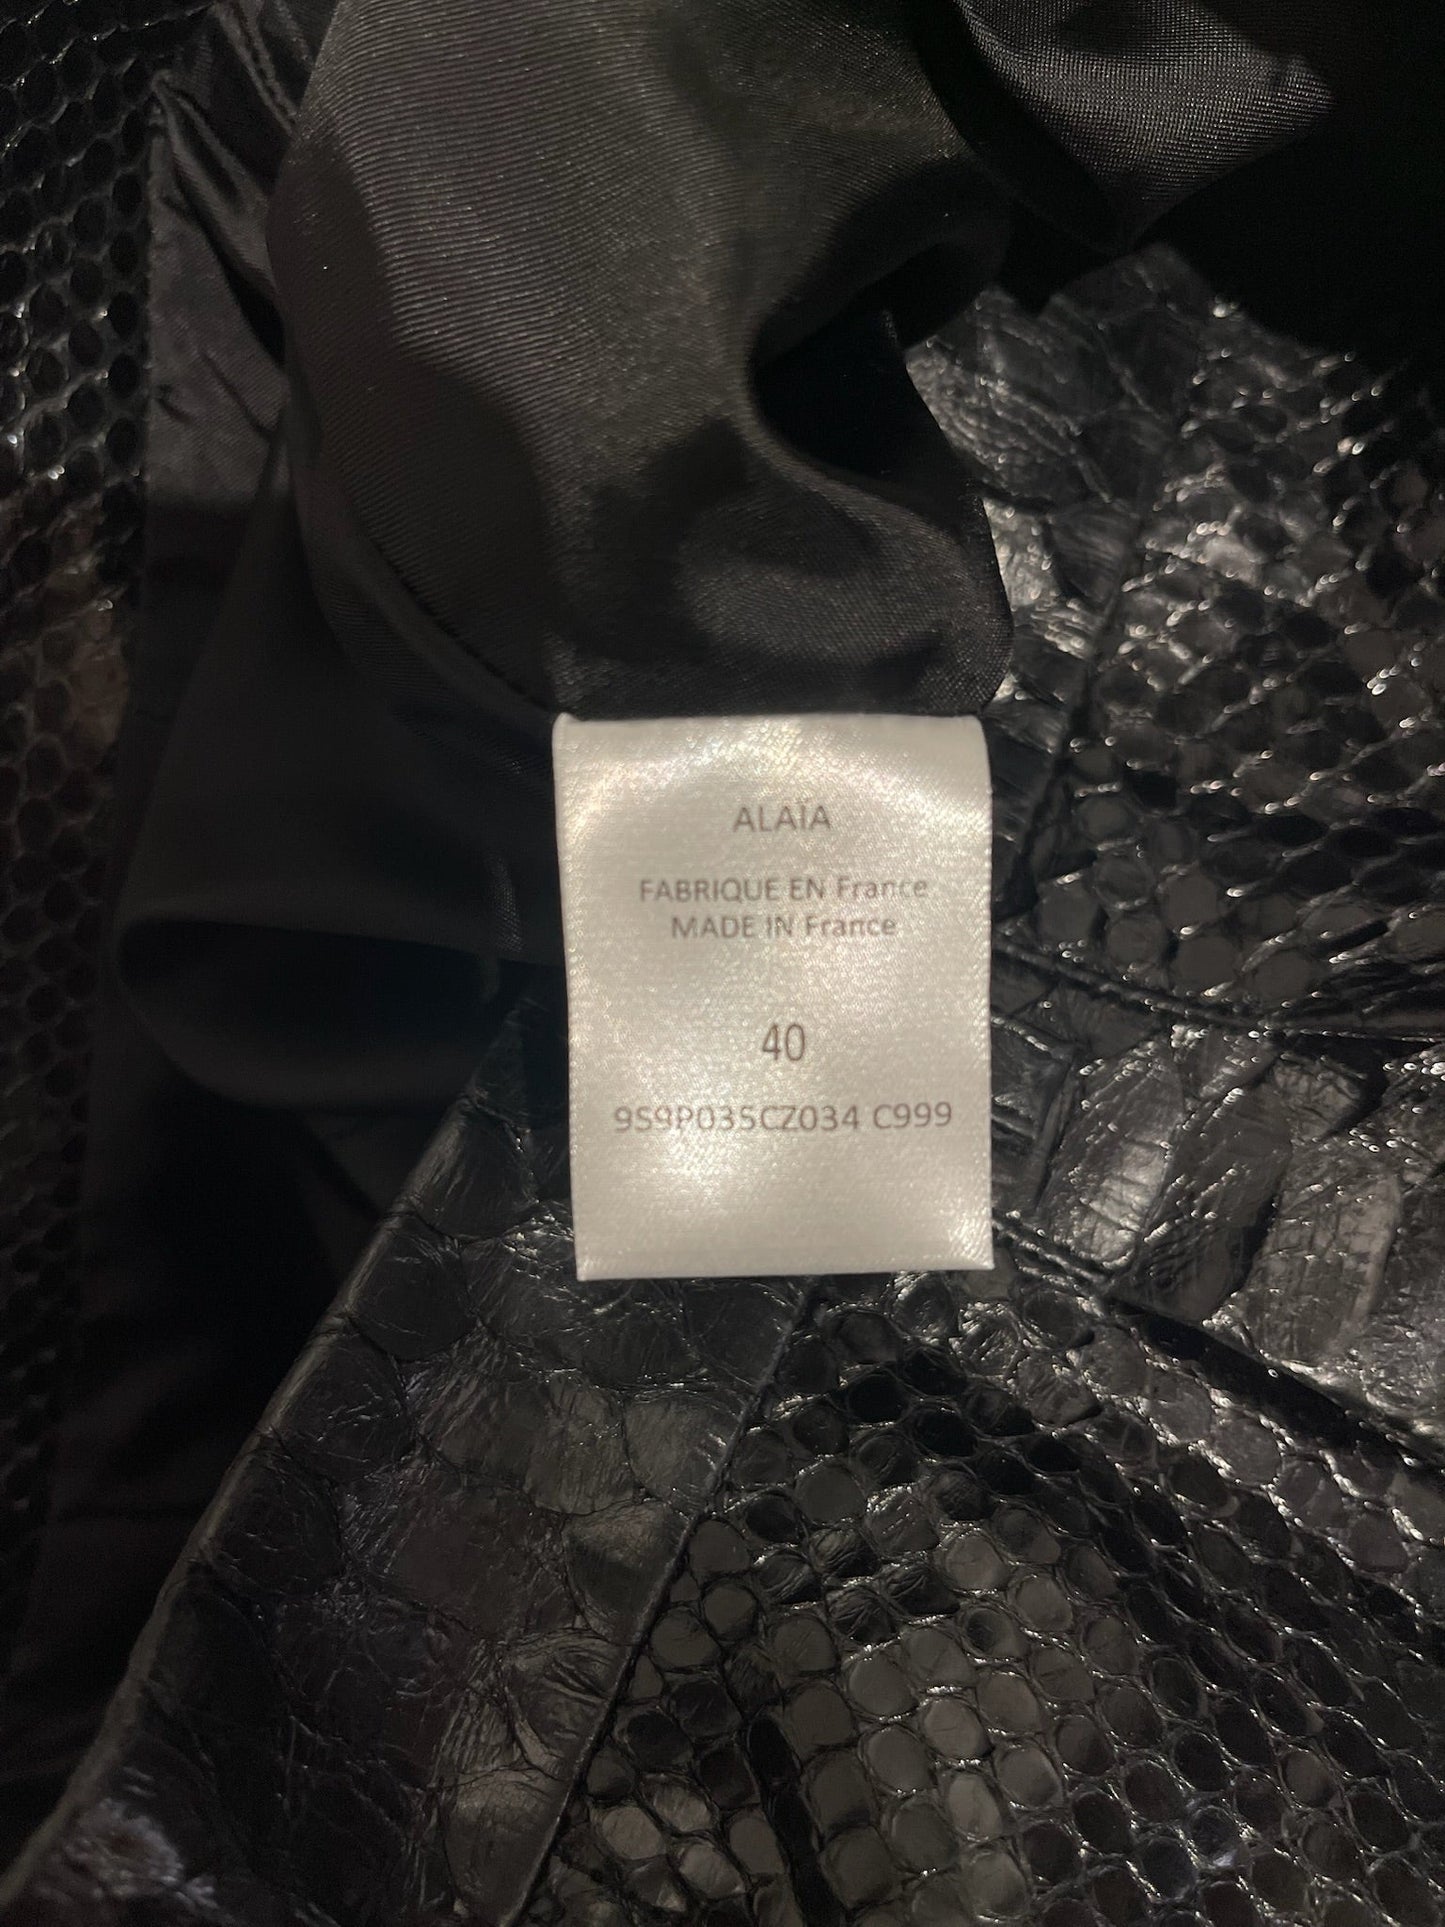 ALAÏA
FABRIQUE EN France
MADE IN France
40
9S9P035CZ034 C999